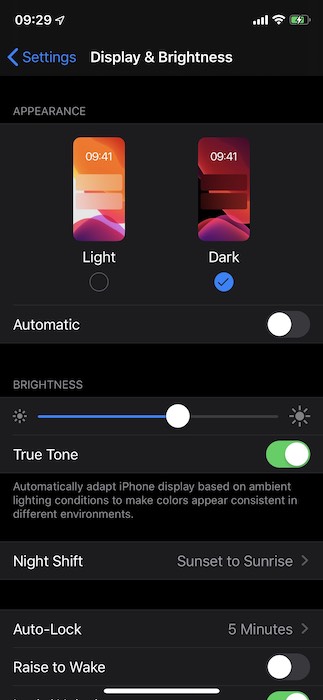 09:29
Settings Display & Brightness
APPEARANCE
09:41 09:41
Light Dark
Automatic
BRIGHTNESS
True Tone
Automatically adapt iPhone display based on ambient
lighting conditions to make colors appear consistent in
different environments.
Night Shift Sunset to Sunrise
Auto-Lock 5 Minutes
Raise to Wake